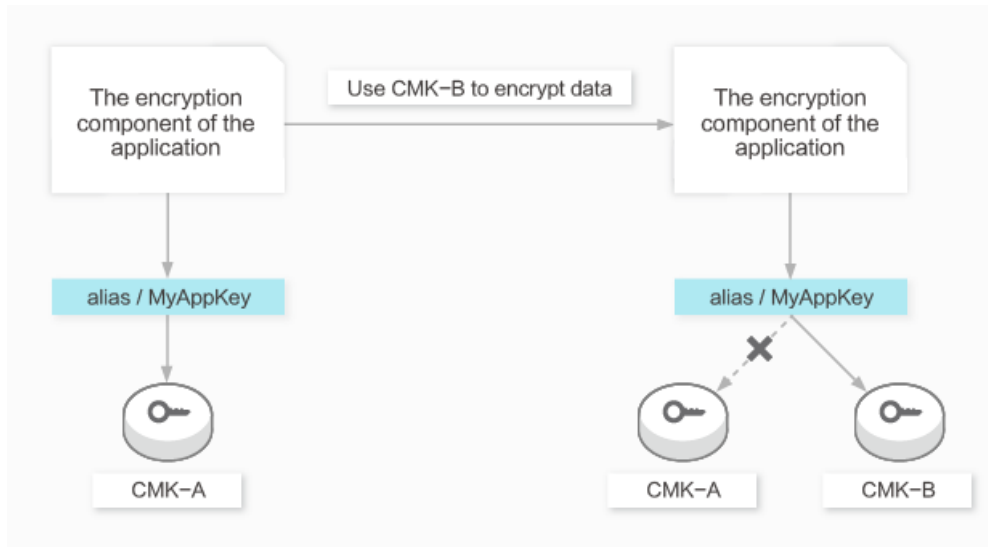 The encryption
component of the
application
Use CMK-B to encrypt data
The encryption
component of the
application
alias / MyAppKey
alias / MyAppKey
CMK-A
CMK-A
CMK-B